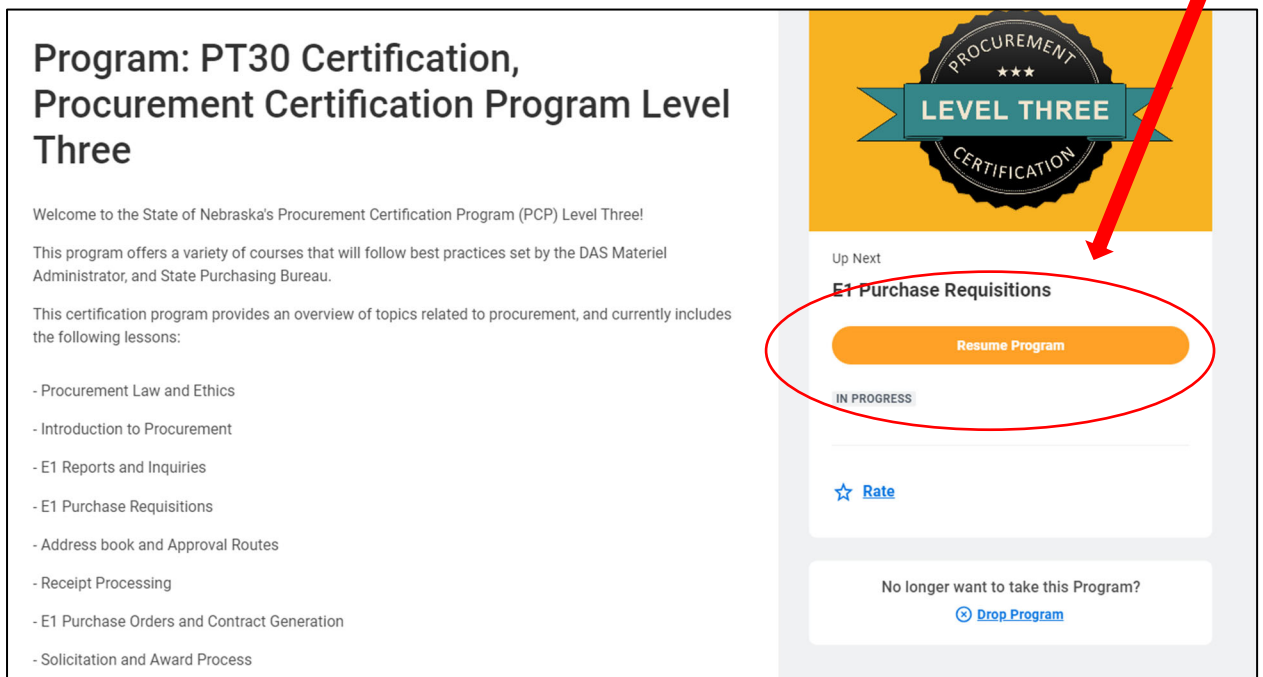 Program: PT30 Certification,
Procurement Certification Program Level
Three
Welcome to the State of Nebraska's Procurement Certification Program (PCP) Level Three!
This program offers a variety of courses that will follow best practices set by the DAS Materiel
Administrator, and State Purchasing Bureau.
This certification program provides an overview of topics related to procurement, and currently includes
the following lessons:
- Procurement Law and Ethics
- Introduction to Procurement
- E1 Reports and Inquiries
- E1 Purchase Requisitions
- Address book and Approval Routes
- Receipt Processing
- E1 Purchase Orders and Contract Generation
- Solicitation and Award Process
PROCUREMENT
LEVEL THREE
CERTIFICATION
Up Next
E1 Purchase Requisitions
Resume Program
IN PROGRESS
Rate
No longer want to take this Program?
Drop Program